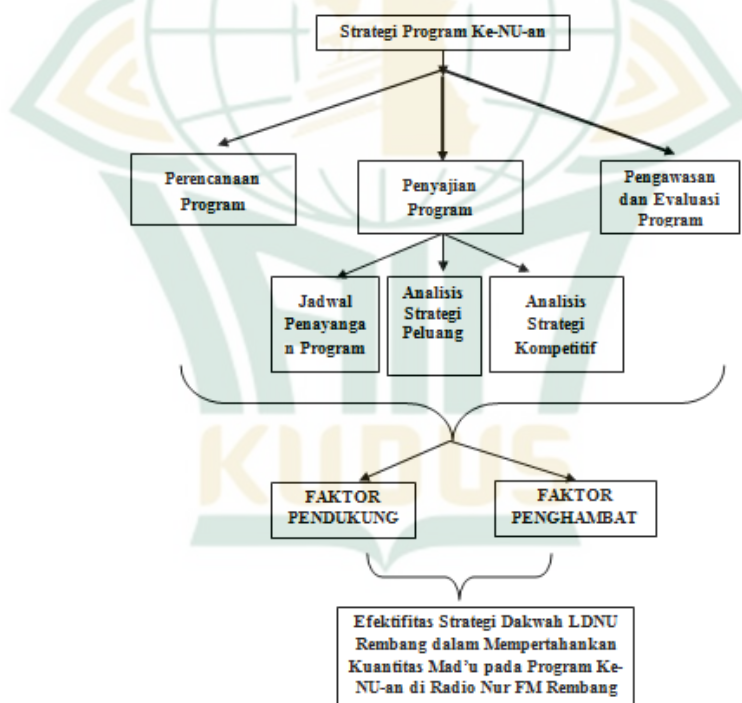 Strategi Program Ke-NU-an
Perencanaan
Program
Penyajian
Program
Pengawasan
dan Evaluasi
Program
Jadwal
Penayanga
n Program
Analisis
Strategi
Peluang
Analisis
Strategi
Kompetitif
KUDUS
FAKTOR
PENDUKUNG
FAKTOR
PENGHAMBAT
Efektifitas Strategi Dakwah LDNU
Rembang dalam Mempertahankan
Kuantitas Mad'u pada Program Ke-
NU-an di Radio Nur FM Rembang